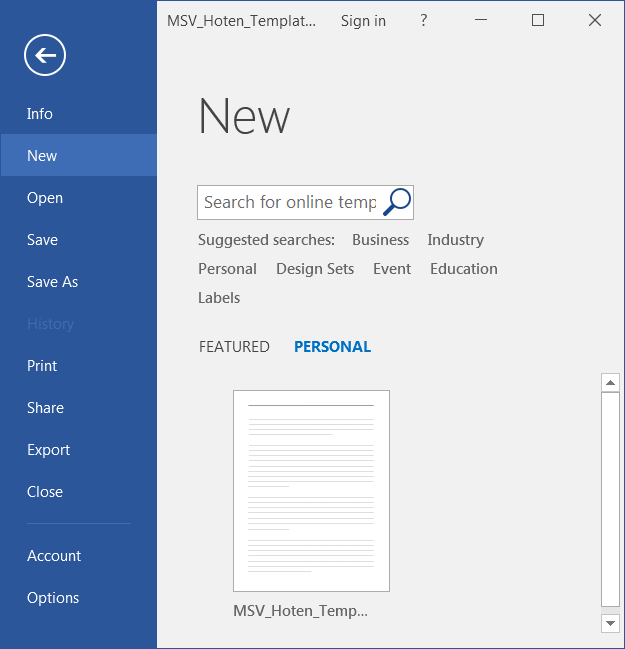 MSV_Hoten_Templat... Sign in ?
Info
New
Open
Save
Save As
History
Print
Share
Export
Close
Account
Options
New
Search for online temp
Suggested searches: Business Industry
Personal Design Sets Event Education
Labels
FEATURED PERSONAL
MSV_Hoten_Temp...